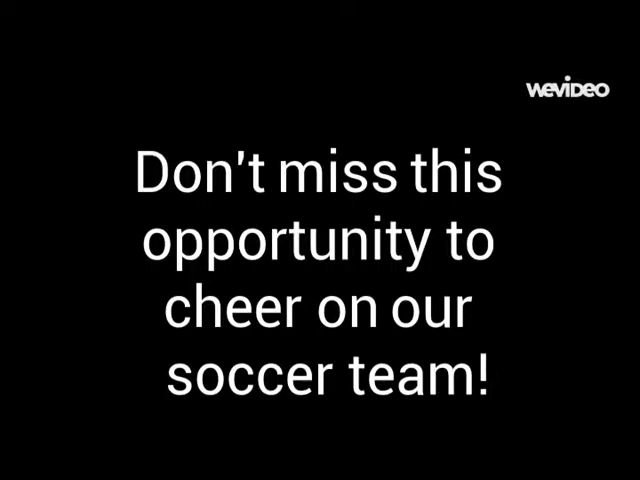 WeVideo
Don't miss this
opportunity to
cheer on our
soccer team!